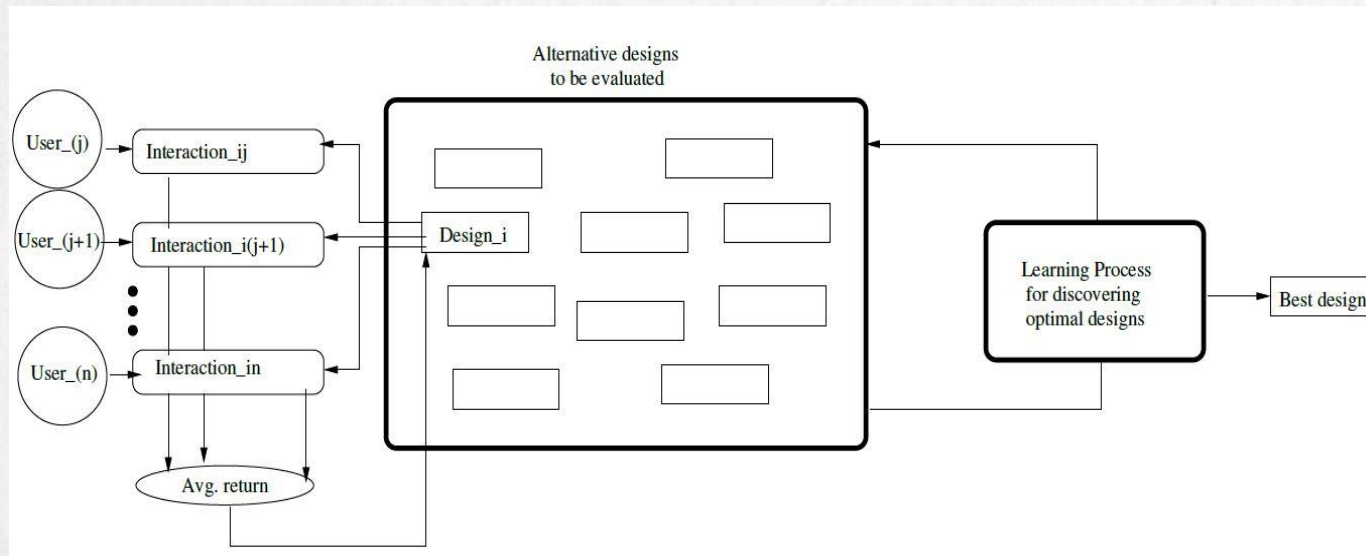 Alternative designs
to be evaluated
User_(j)
Interaction_ij
User_(j+1)
Interaction_i(j+1)
Design_i
Learning Process
for discovering
optimal designs
Best design
User_(n)
Interaction_in
Avg. return